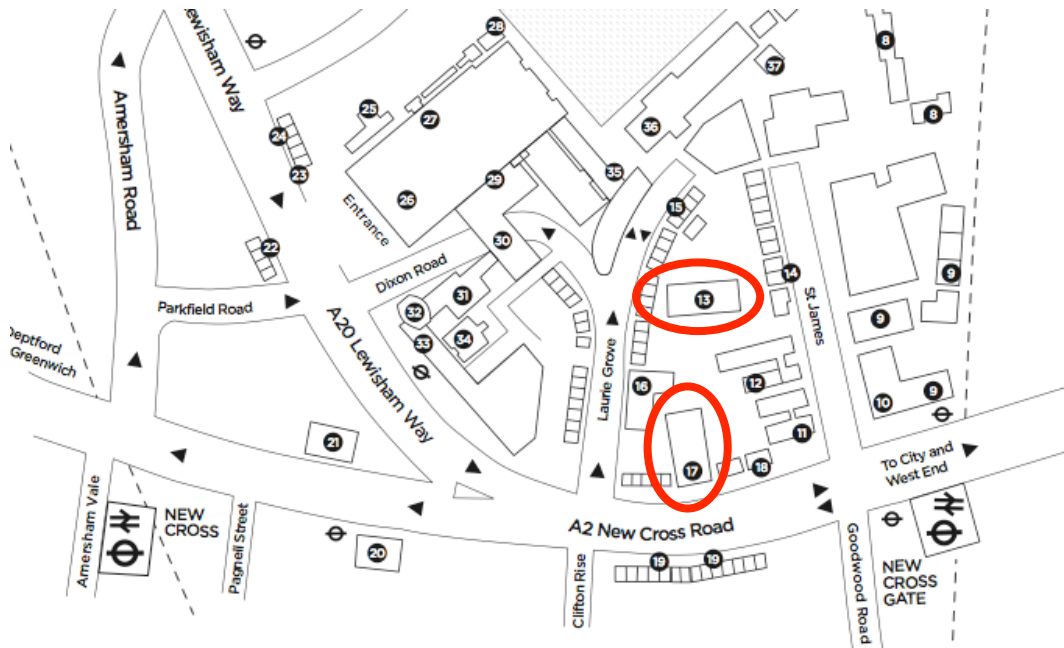 28
8
Lewisham Way
37
25
27
8
36
24
Amersham Road
23
29
35
26
15
Entrance
22
30
14
9
Dixon Road
31
13
Parkfield Road
32
St James
9
Deptford
Greenwich
A20 Lewisham Way
33
34
Laurie Grove
16
12
10
9
21
11
17
18
To City and
West End
NEW
CROSS
A2 New Cross Road
Amersham Vale
Pagnell Street
20
19
19
Clifton Rise
Goodwood Road
NEW
CROSS
GATE